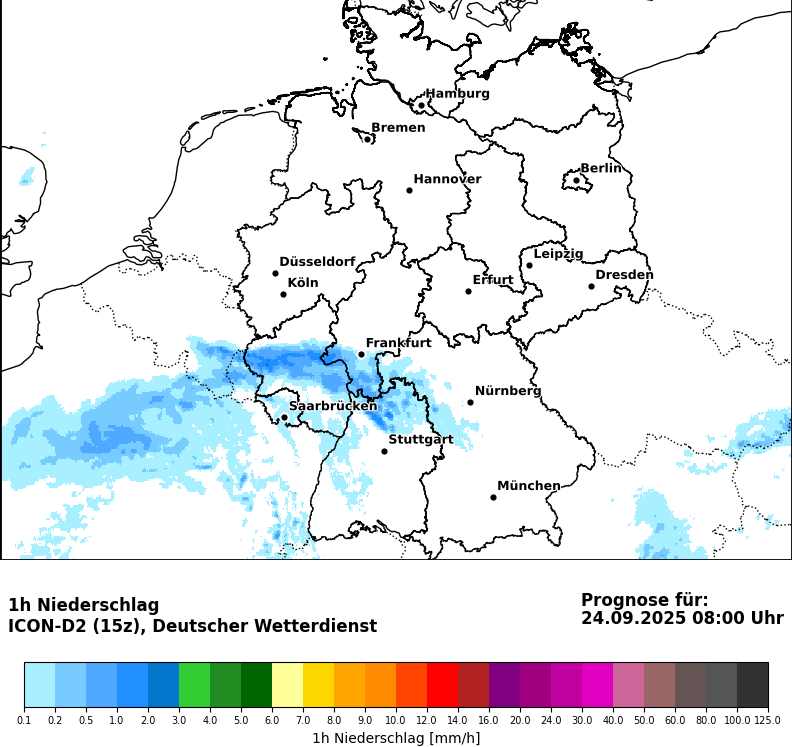 Hamburg
Bremen
Berlin
Hannover
Leipzig
Düsseldorf
Dresden
Köln
Erfurt
Frankfurt
Nürnberg
Saarbrücken
Stuttgart
München
1h Niederschlag
ICON-D2 (15z), Deutscher Wetterdienst
Prognose für:
24.09.2025 08:00 Uhr
0.1 0.2 0.5 1.0 2.0 3.0 4.0 5.0 6.0 7.0 8.0 9.0 10.0 12.0 14.0 16.0 20.0 24.0 30.0 40.0 50.0 60.0 80.0 100.0 125.0
1h Niederschlag [mm/h]